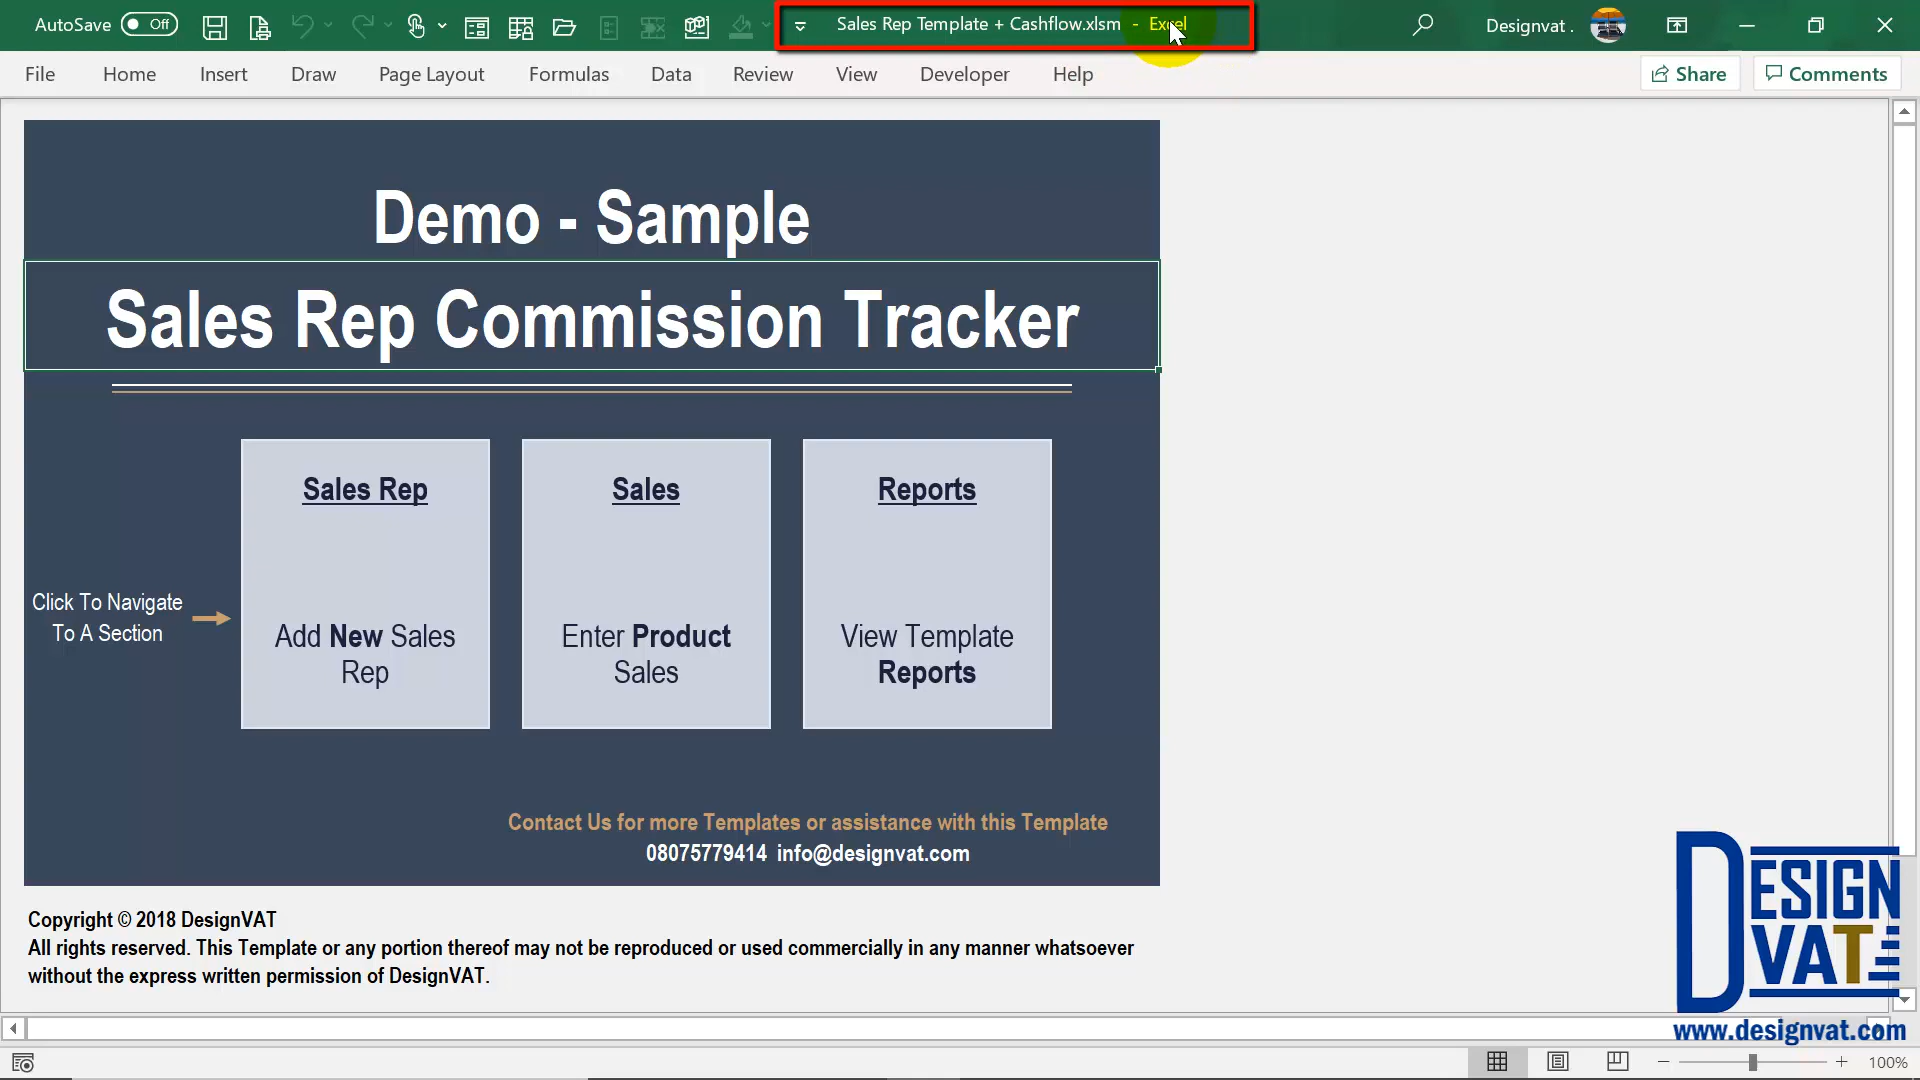 AutoSave Off
Sales Rep Template + Cashflow.xlsm - Excel
Designvat .
File Home Insert Draw Page Layout Formulas Data Review View Developer Help Share Comments
Demo - Sample
Sales Rep Commission Tracker
Sales Rep
Add New Sales
Rep
Sales
Enter Product
Sales
Reports
View Template
Reports
Click To Navigate
To A Section
Contact Us for more Templates or assistance with this Template
08075779414 info@designvat.com
Copyright © 2018 DesignVAT
All rights reserved. This Template or any portion thereof may not be reproduced or used commercially in any manner whatsoever
without the express written permission of DesignVAT.
DESIGN
VAT
www.designvat.com
100%